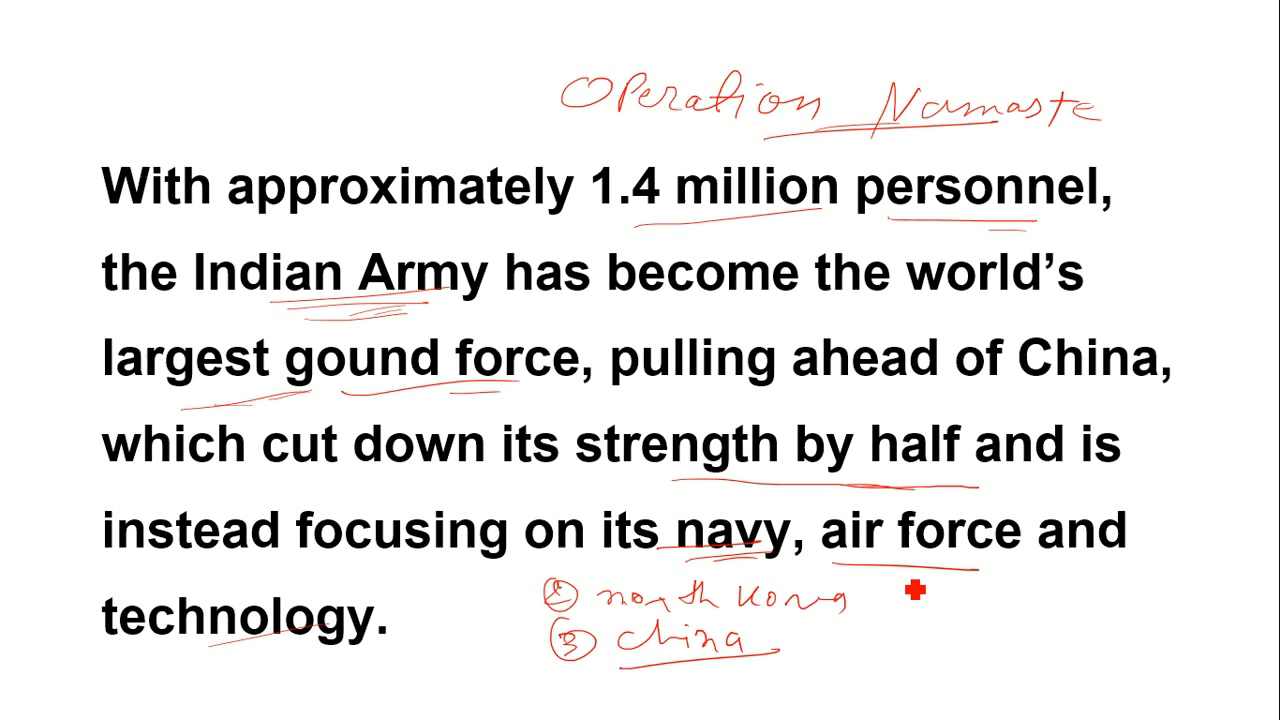 Operation Namaste
With approximately 1.4 million personnel,
the Indian Army has become the world’s
largest gound force, pulling ahead of China,
which cut down its strength by half and is
instead focusing on its navy, air force and
technology.
② north Korea
③ China